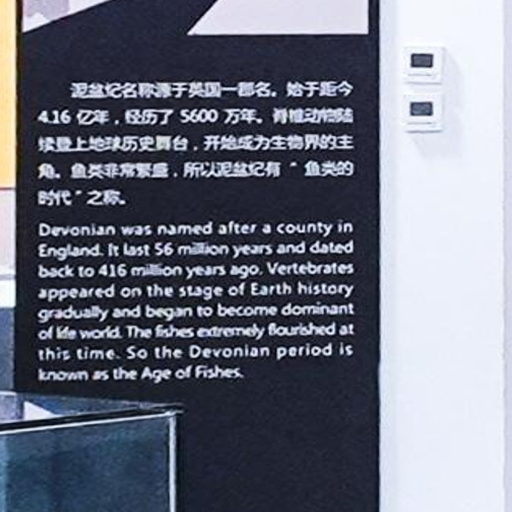 泥盆纪名称源于英国一郡名。始于距今
4.16 亿年，经历了 5600 万年。脊椎动物陆
续登上地球历史舞台，开始成为生物界的主
角。鱼类非常繁盛，所以泥盆纪有“鱼类的
时代”之称。
Devonian was named after a county in
England. It last 56 million years and dated
back to 416 million years ago. Vertebrates
appeared on the stage of Earth history
gradually and began to become dominant
of life world. The fishes extremely flourished at
this time. So the Devonian period is
known as the Age of Fishes.